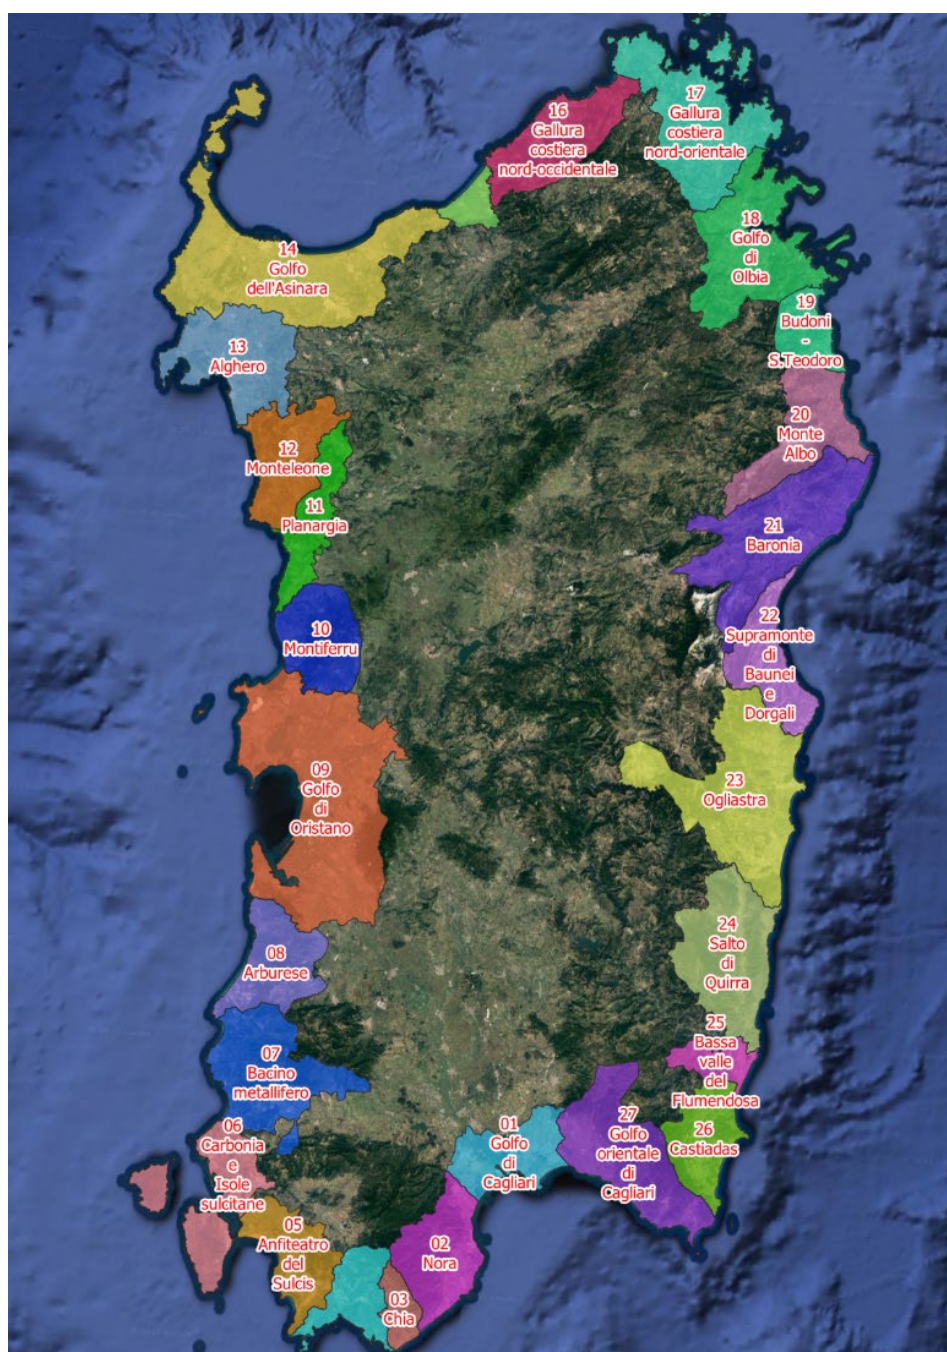 16
Gallura
costiera
nord-occidentale
17
Gallura
costiera
nord-orientale
14
Golfo
dell'Asinara
18
Golfo
di
Olbia
19
Budoni
-
S.Teodoro
13
Alghero
20
Monte
Albo
12
Monteleone
11
Planargia
21
Baronia
10
Montiferru
22
Supramonte
di
Baunei
e
Dorgali
09
Golfo
di
Oristano
23
Ogliastra
08
Arburese
24
Salto
di
Quirra
25
Bassa
valle
del
Flumendosa
07
Bacino
metallifero
06
Carbonia
e
Isole
sulcitane
01
Golfo
di
Cagliari
27
Golfo
orientale
di
Cagliari
26
Castiadas
05
Anfiteatro
del
Sulcis
02
Nora
03
Chia